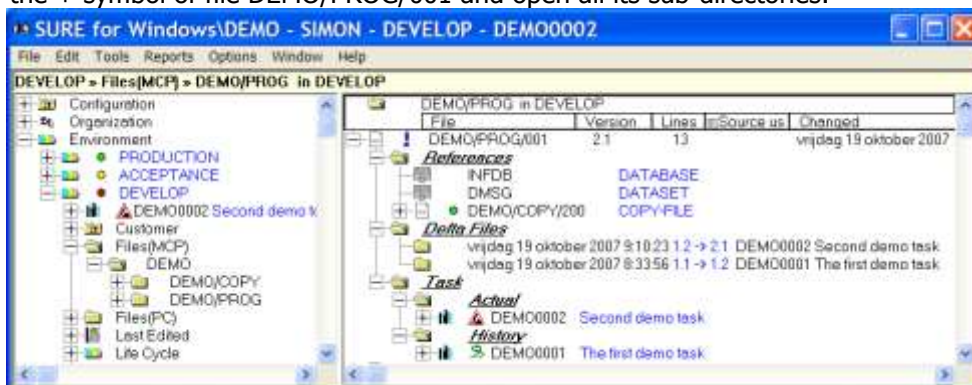 the + symbol of file DEMO/PROG/001 and open all its sub-directories.
SURE for Windows\DEMO - SIMON - DEVELOP - DEMO0002
File Edit Tools Reports Options Window Help
DEVELOP » Files(MCP) » DEMO/PROG in DEVELOP
Configuration
Organization
Environment
PRODUCTION
ACCEPTANCE
DEVELOP
DEMO0002 Second demo t
Customer
Files(MCP)
DEMO
DEMO/COPY
DEMO/PROG
Files(PC)
Last Edited
Life Cycle
DEMO/PROG in DEVELOP
File Version Lines Source us Changed
DEMO/PROG/001 2.1 13 vrijdag 19 oktober 2007
References
INFDB DATABASE
DMSG DATASET
DEMO/COPY/200 COPY-FILE
Delta Files
vrijdag 19 oktober 2007 9:10:23 1.2 -> 2.1 DEMO0002 Second demo task
vrijdag 19 oktober 2007 8:33:56 1.1 -> 1.2 DEMO0001 The first demo task
Task
Actual
DEMO0002 Second demo task
History
DEMO0001 The first demo task